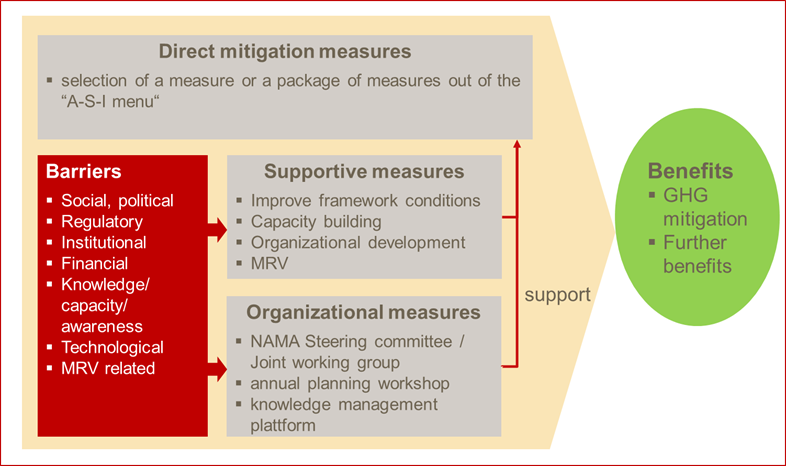 Direct mitigation measures
▪ selection of a measure or a package of measures out of the
“A-S-I menu“
Barriers
▪ Social, political
▪ Regulatory
▪ Institutional
▪ Financial
▪ Knowledge/
capacity/
awareness
▪ Technological
▪ MRV related
Supportive measures
▪ Improve framework conditions
▪ Capacity building
▪ Organizational development
▪ MRV
Organizational measures
▪ NAMA Steering committee /
Joint working group
▪ annual planning workshop
▪ knowledge management
plattform
support
Benefits
▪ GHG
mitigation
▪ Further
benefits